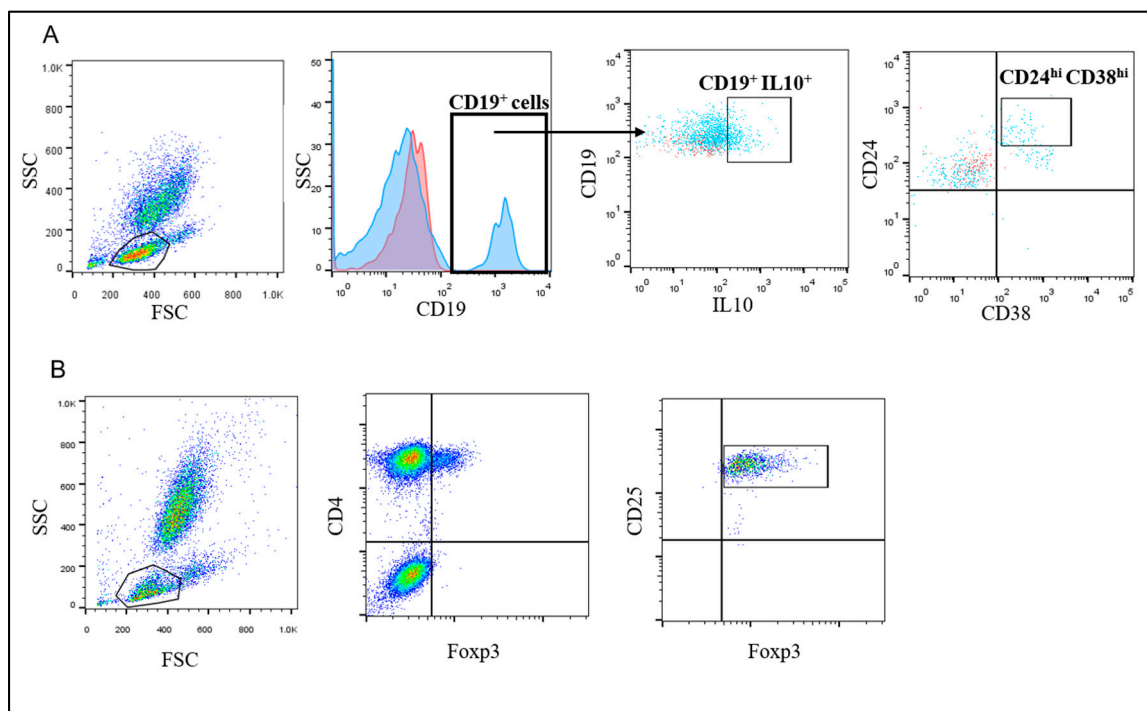 A
1.0K
800
600
400
200
0
SSC
0 200 400 600 800 1.0K
FSC
50
40
30
20
10
0
SSC
CD19⁺ cells
10⁰ 10¹ 10² 10³ 10⁴
CD19
10⁴
10³
10²
10¹
10⁰
CD19
CD19⁺ IL10⁺
10⁰ 10¹ 10² 10³ 10⁴ 10⁵
IL10
10⁴
10³
10²
10¹
10⁰
CD24
CD24ʰⁱ CD38ʰⁱ
10⁰ 10¹ 10² 10³ 10⁴ 10⁵
CD38
B
1.0K
800
600
400
200
0
SSC
0 200 400 600 800 1.0K
FSC
CD4
Foxp3
CD25
Foxp3